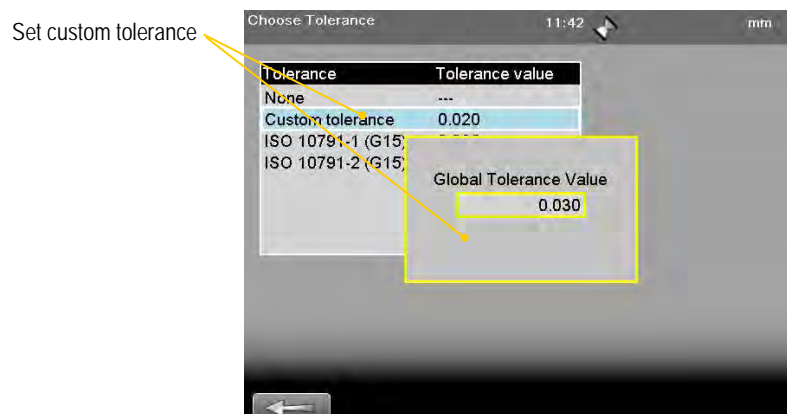 Set custom tolerance
Choose Tolerance 11:42 mm
Tolerance Tolerance value
None ---
Custom tolerance 0.020
ISO 10791-1 (G15)
ISO 10791-2 (G15)
Global Tolerance Value
0.030